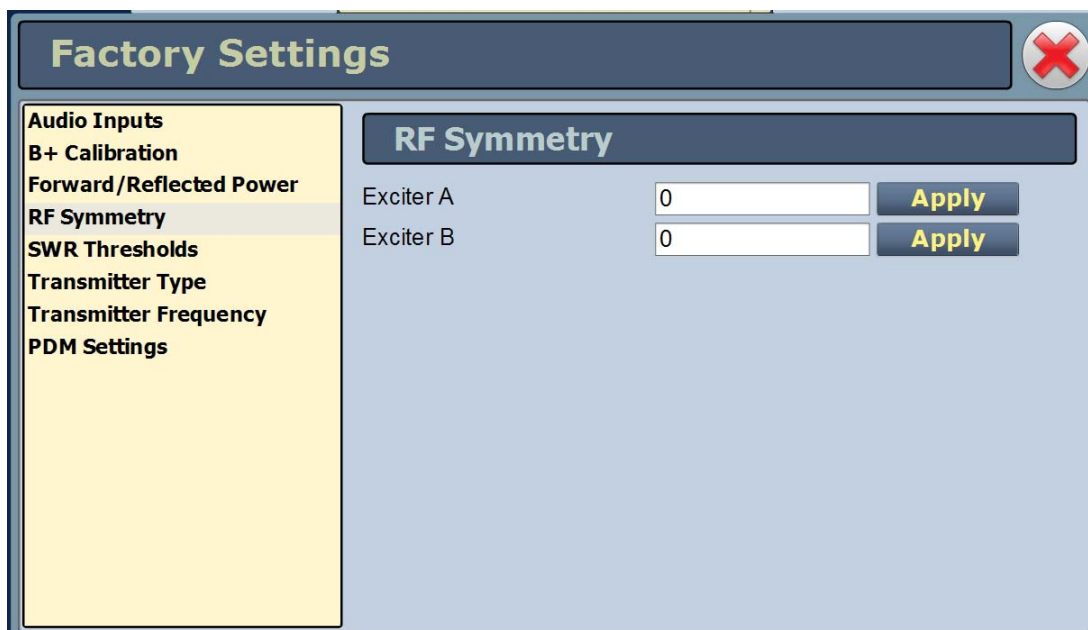 Factory Settings
Audio Inputs
B+ Calibration
Forward/Reflected Power
RF Symmetry
SWR Thresholds
Transmitter Type
Transmitter Frequency
PDM Settings
RF Symmetry
Exciter A 0 Apply
Exciter B 0 Apply